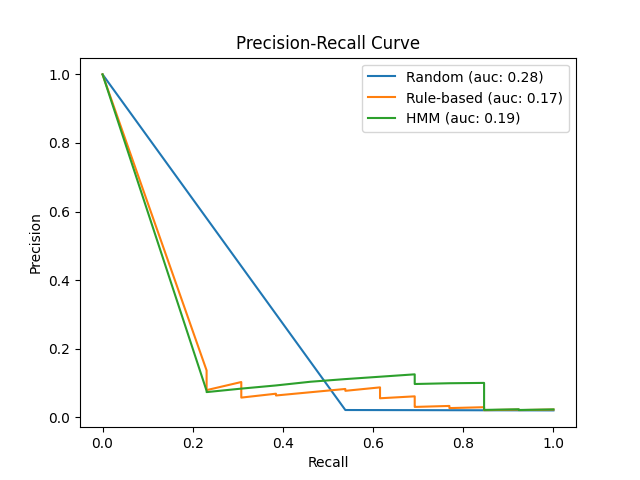 Precision-Recall Curve
Random (auc: 0.28)
Rule-based (auc: 0.17)
HMM (auc: 0.19)
Precision
1.0
0.8
0.6
0.4
0.2
0.0
0.0 0.2 0.4 0.6 0.8 1.0
Recall